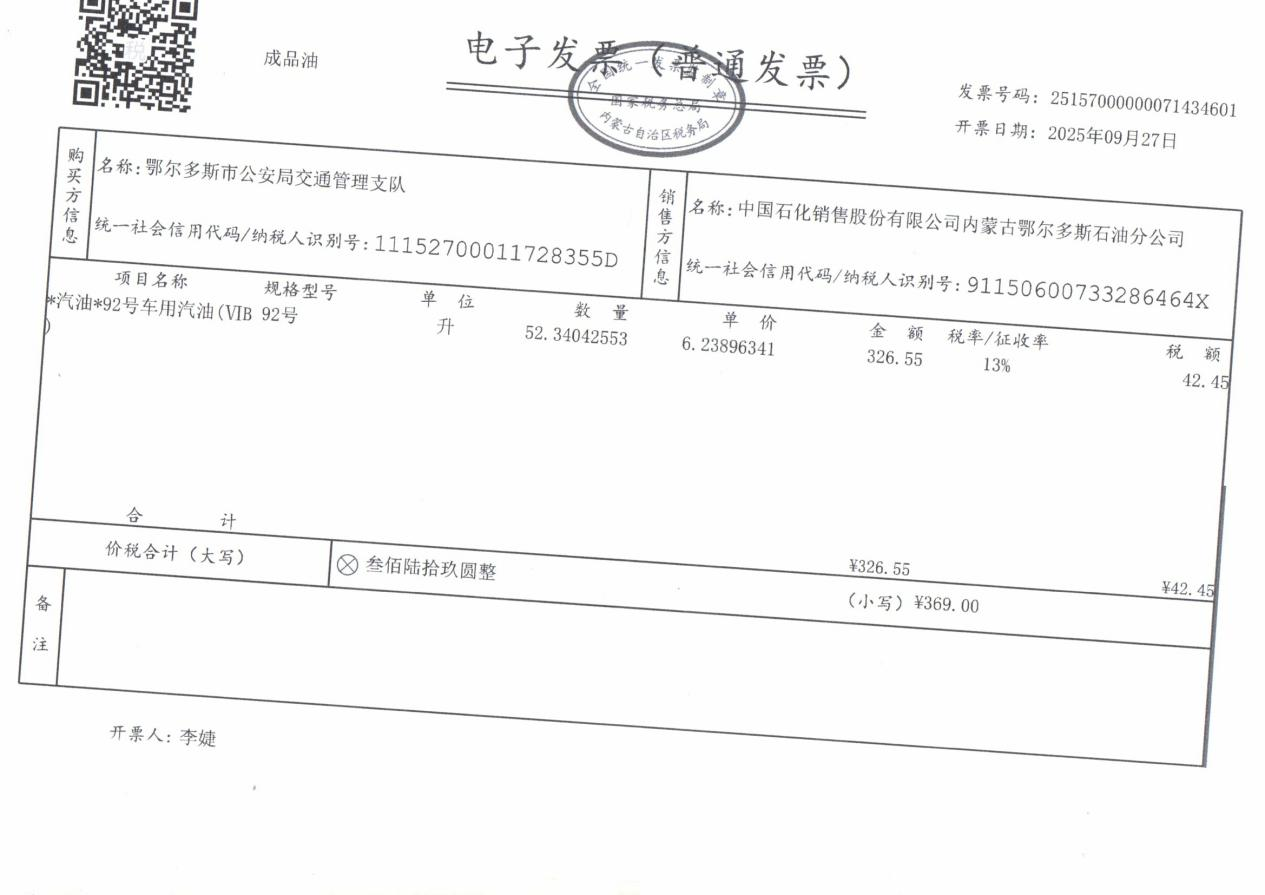 税
成品油
电子发票（普通发票）
全国统一发票监制章
国家税务总局
内蒙古自治区税务局
发票号码：25157000000071434601
开票日期：2025年09月27日
购买方信息
名称：鄂尔多斯市公安局交通管理支队
统一社会信用代码/纳税人识别号：11152700011728355D
销售方信息
名称：中国石化销售股份有限公司内蒙古鄂尔多斯石油分公司
统一社会信用代码/纳税人识别号：91150600733286464X
项目名称 规格型号 单位 数量 单价 金额 税率/征收率 税额
*汽油*92号车用汽油(VIB 92号 升 52.34042553 6.23896341 326.55 13% 42.45
)
合计 ¥326.55 ¥42.45
价税合计（大写） ⊗叁佰陆拾玖圆整 （小写）¥369.00
备注
开票人：李婕